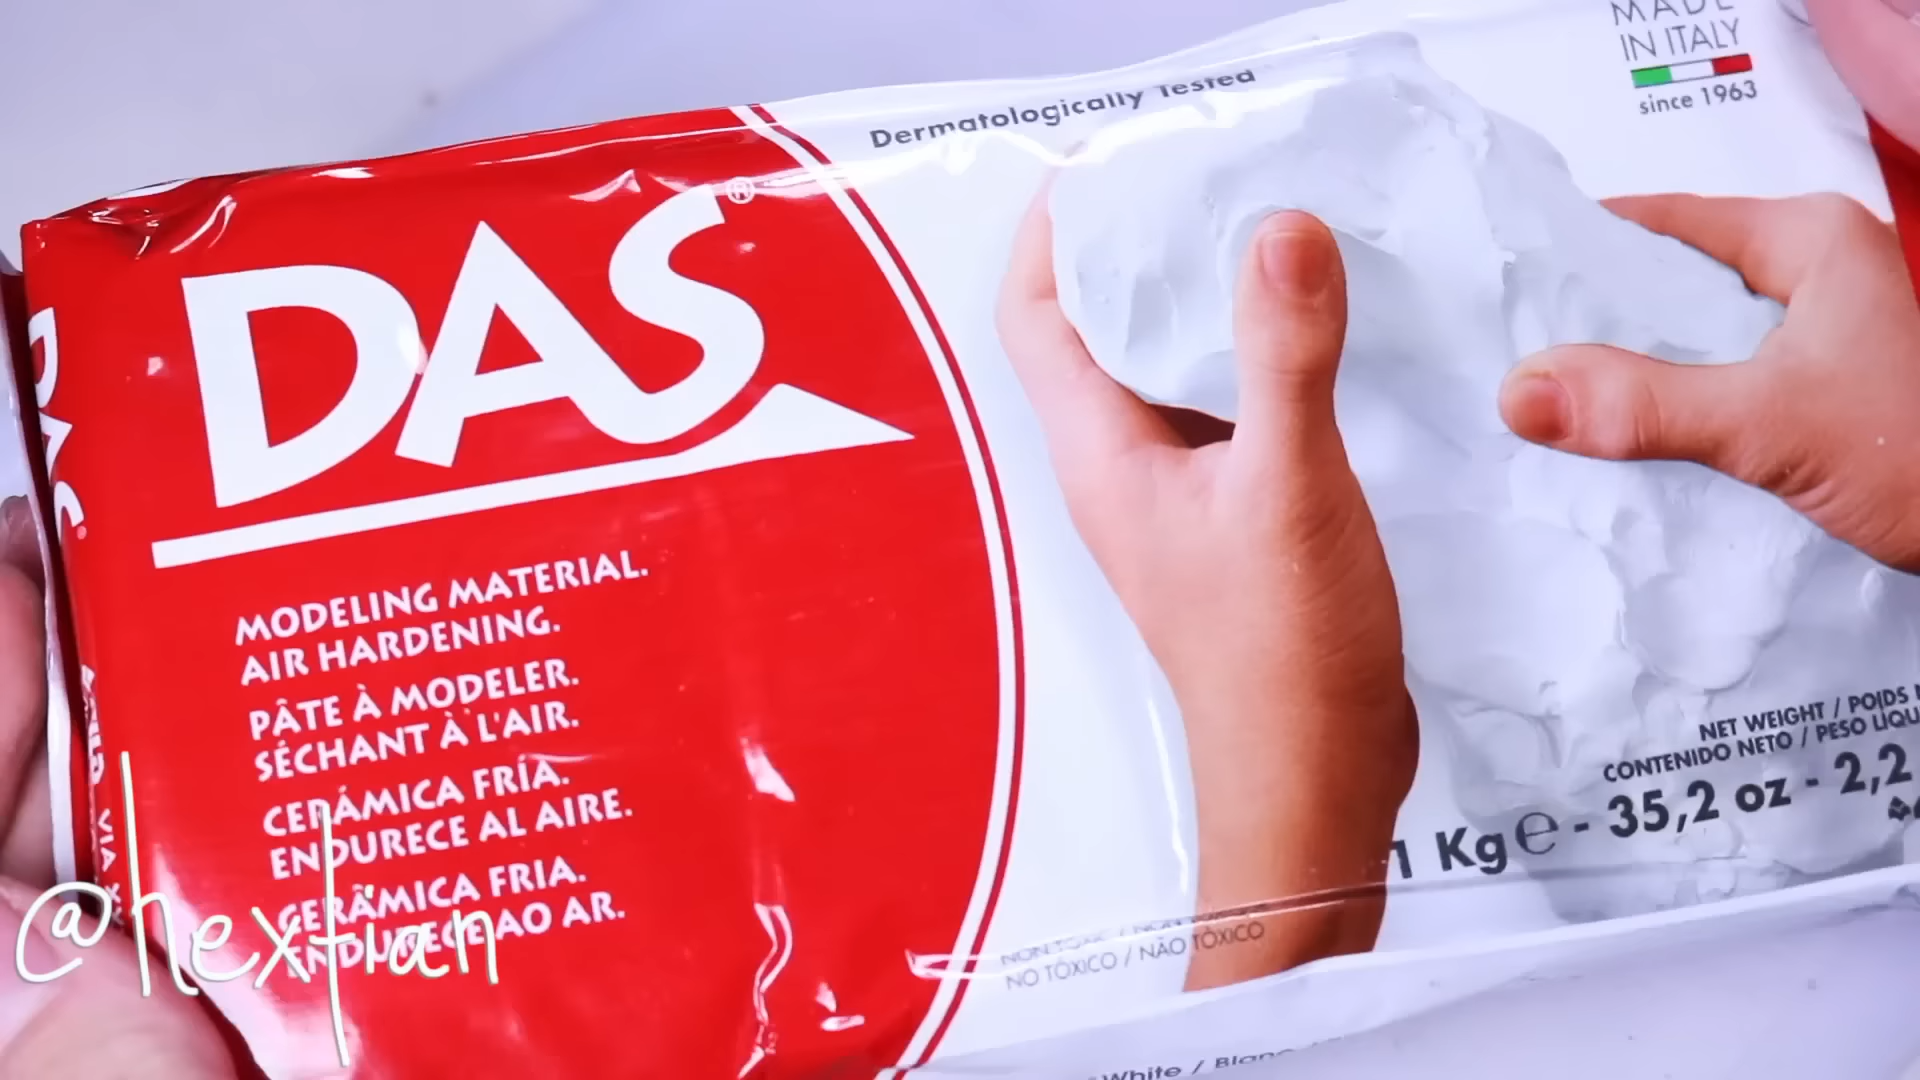 DAS®
MODELING MATERIAL.
AIR HARDENING.
PÂTE À MODELER.
SÉCHANT À L'AIR.
CERÁMICA FRÍA.
ENDURECE AL AIRE.
CERÂMICA FRIA.
ENDURECE AO AR.
Dermatologically Tested
MADE
IN ITALY
since 1963
NET WEIGHT / POIDS
CONTENIDO NETO / PESO
1 Kg e - 35,2 oz - 2,2
NO TÓXICO / NÃO TÓXICO
White /
DAS®
@hextian